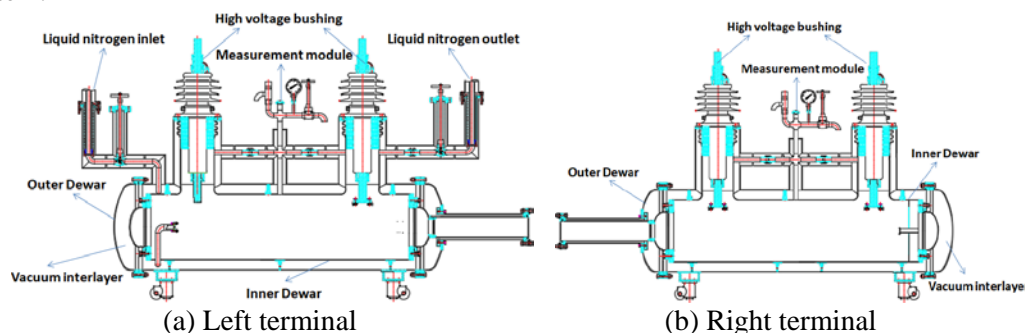 High voltage bushing
Liquid nitrogen inlet
Liquid nitrogen outlet
Measurement module
Outer Dewar
Vacuum interlayer
Inner Dewar
(a) Left terminal
High voltage bushing
Measurement module
Inner Dewar
Outer Dewar
Vacuum interlayer
(b) Right terminal